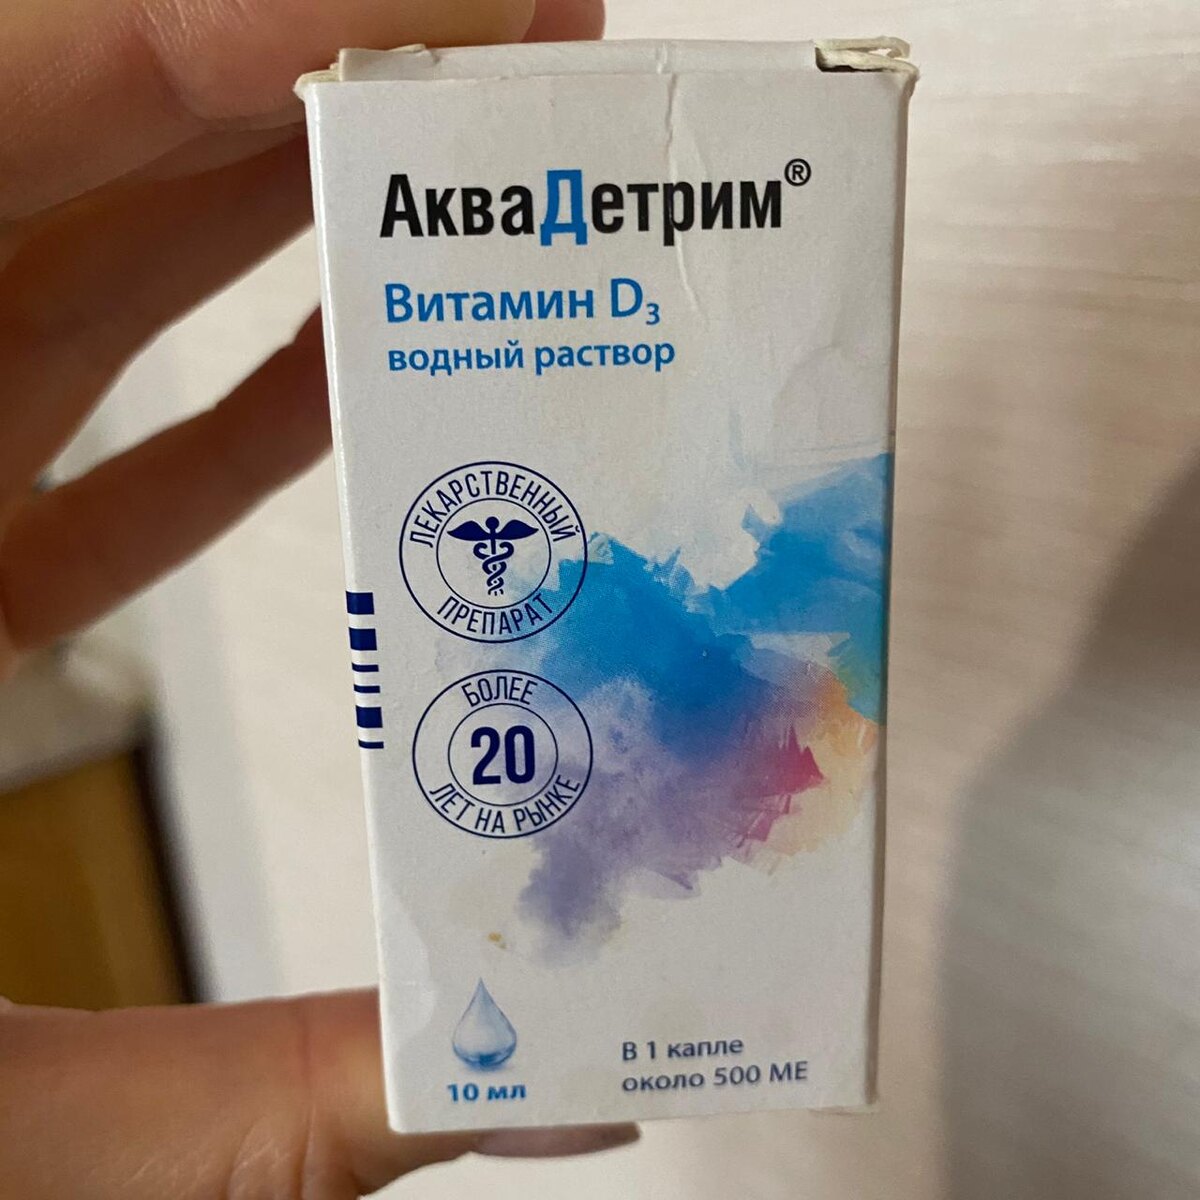 АкваДетрим®
Витамин D₃
водный раствор
ЛЕКАРСТВЕННЫЙ
ПРЕПАРАТ
БОЛЕЕ
20
ЛЕТ НА РЫНКЕ
10 мл
В 1 капле
около 500 МЕ